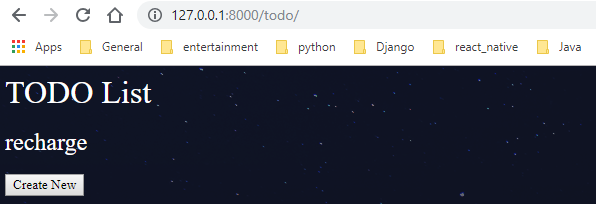 127.0.0.1:8000/todo/
Apps General entertainment python Django react_native Java
TODO List
recharge
Create New